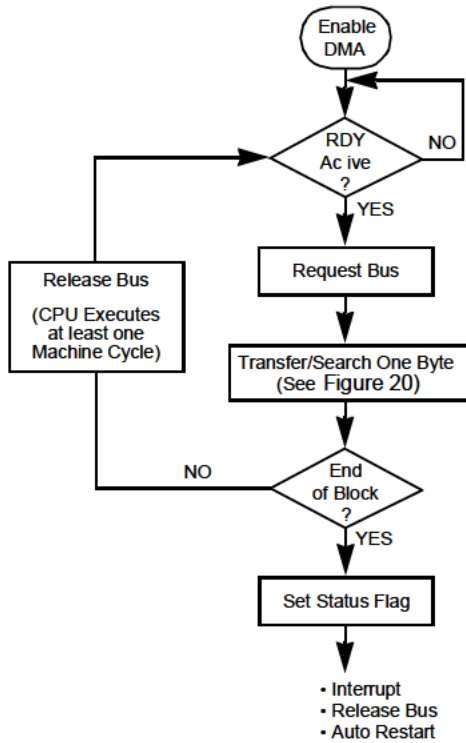 Enable
DMA
RDY
Ac ive
?
NO
YES
Request Bus
Release Bus
(CPU Executes
at least one
Machine Cycle)
Transfer/Search One Byte
(See Figure 20)
NO
End
of Block
?
YES
Set Status Flag
• Interrupt
• Release Bus
• Auto Restart